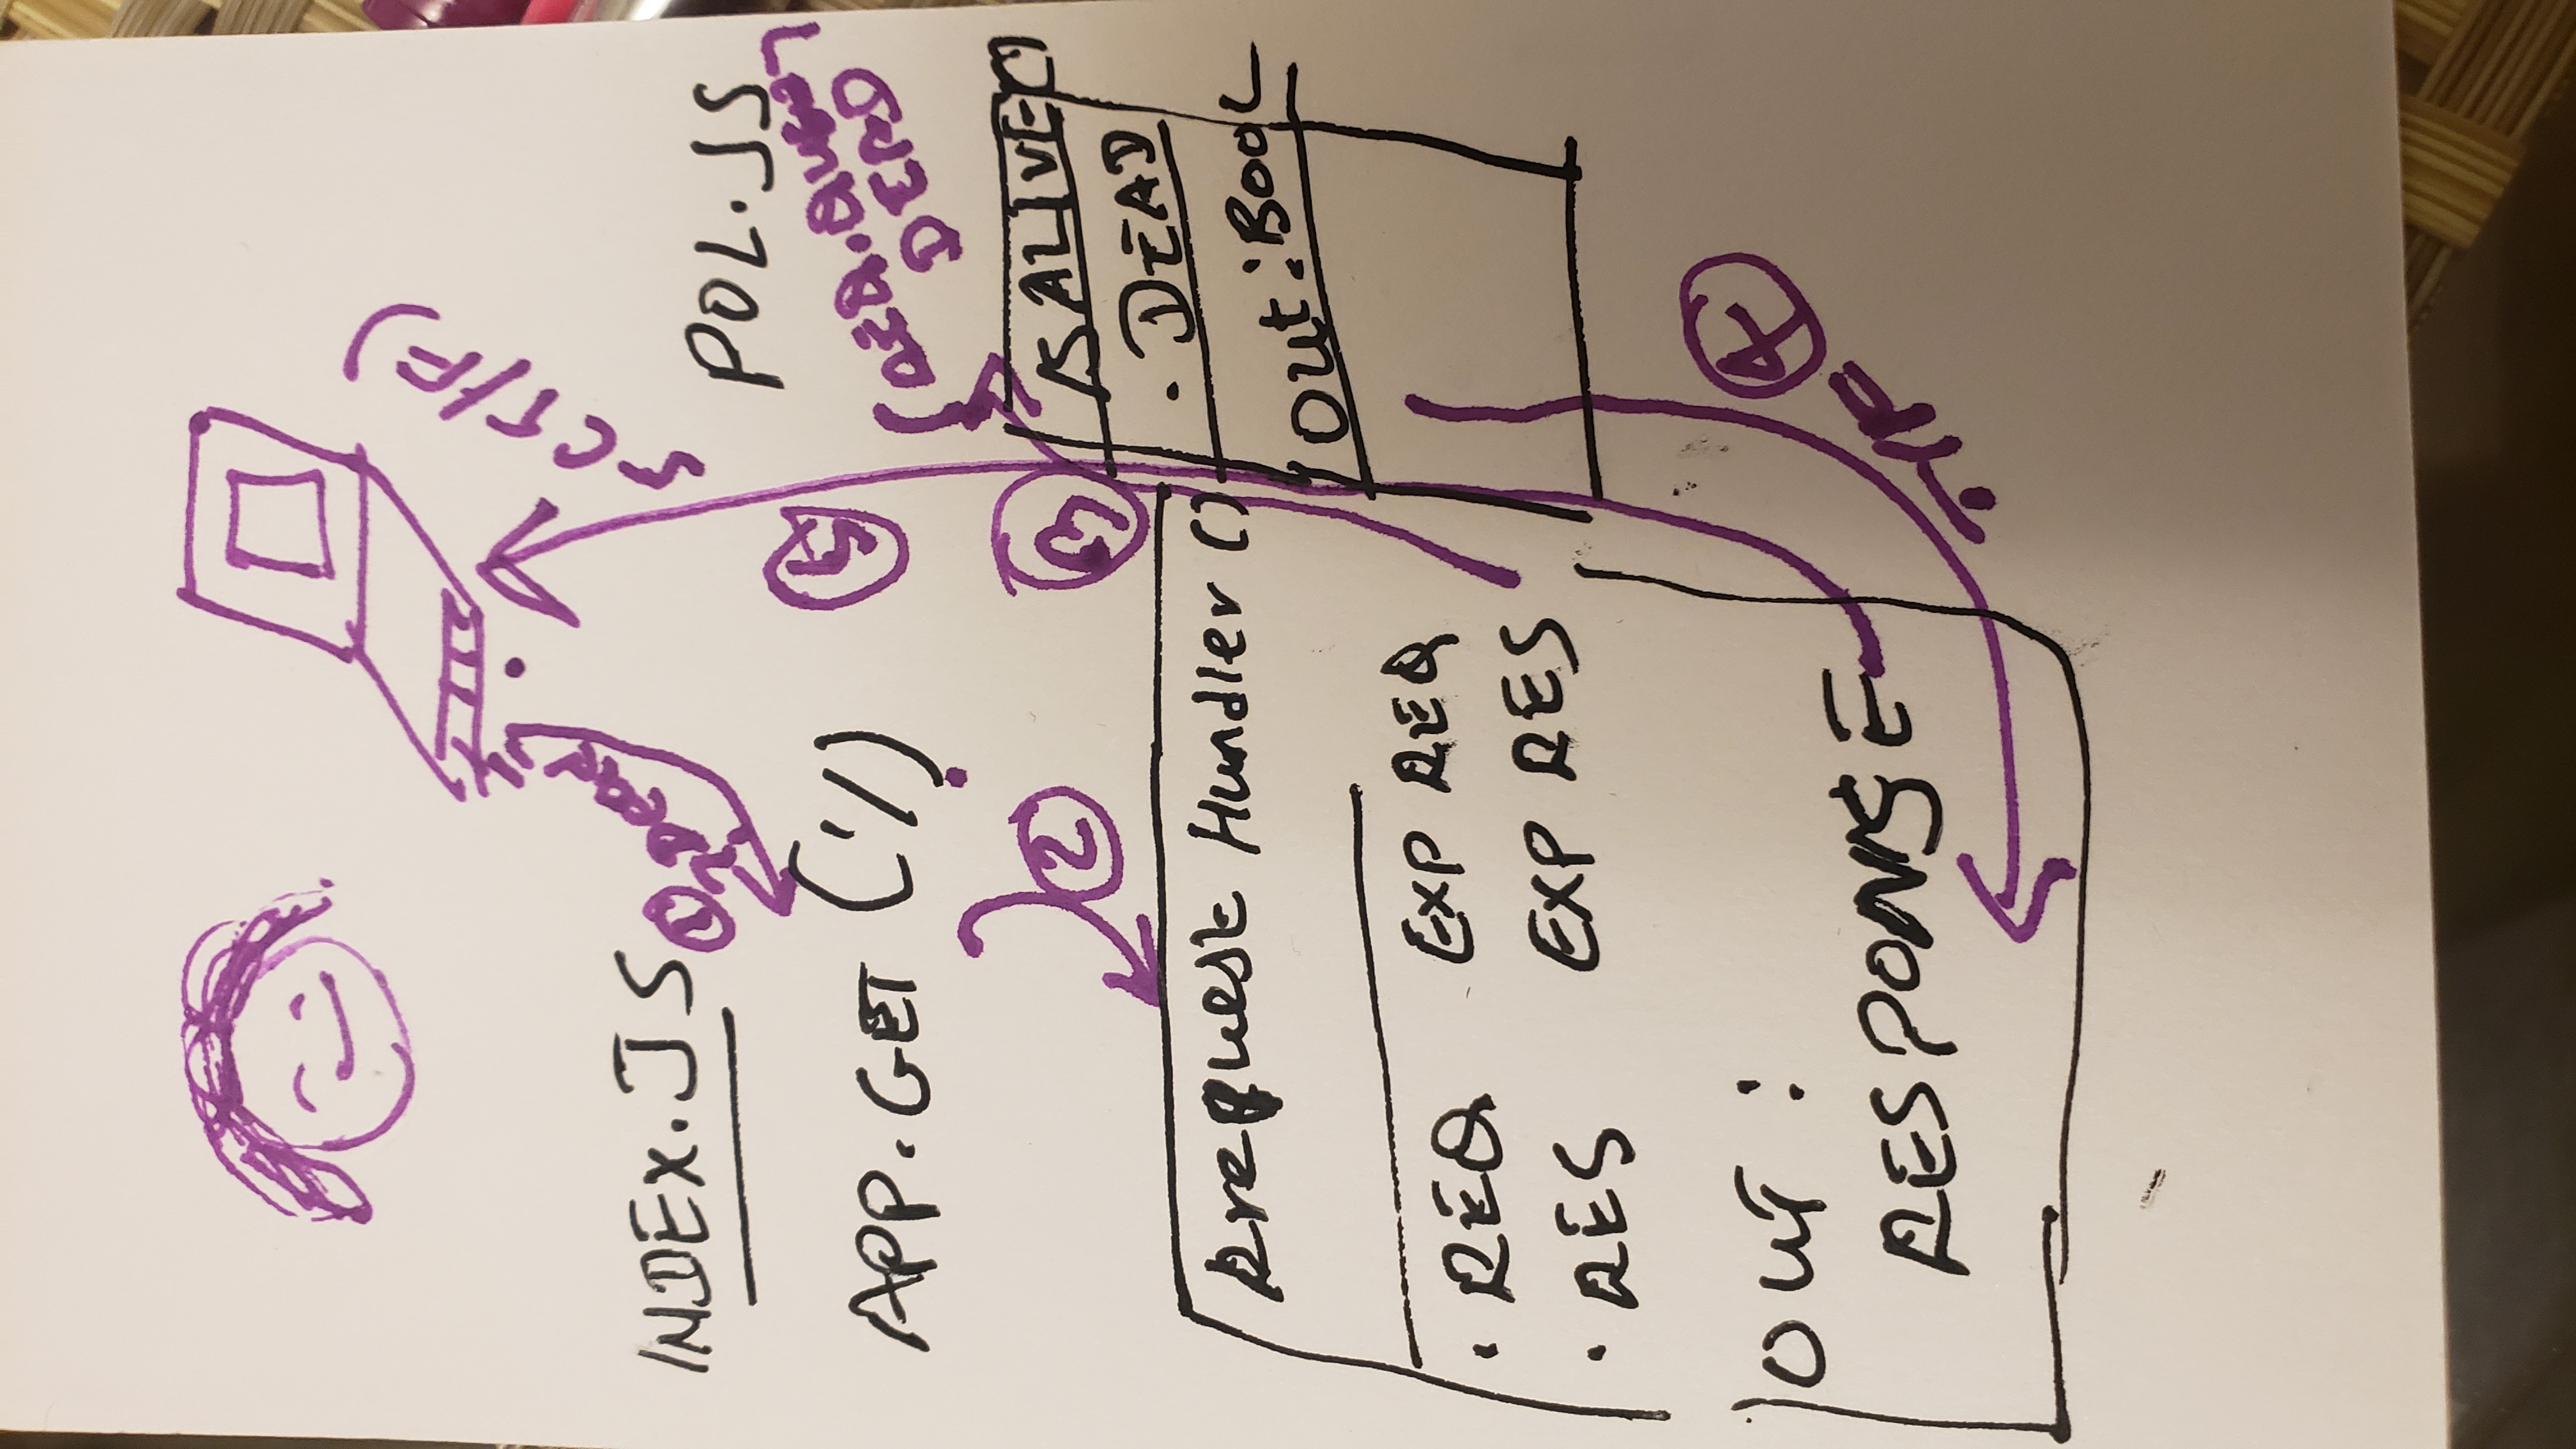 (T/F)
INDEX.JS
① ?DEAD
POL.JS
APP.GET ('/')
5
(REQ.QUERY
DEAD
3
ISALIVE()
2
. DEAD
Rrequest Hundler ()
Out: BOOL
. REQ EXP REQ
. RES EXP RES
4
OUT :
T/F
RESPONSE